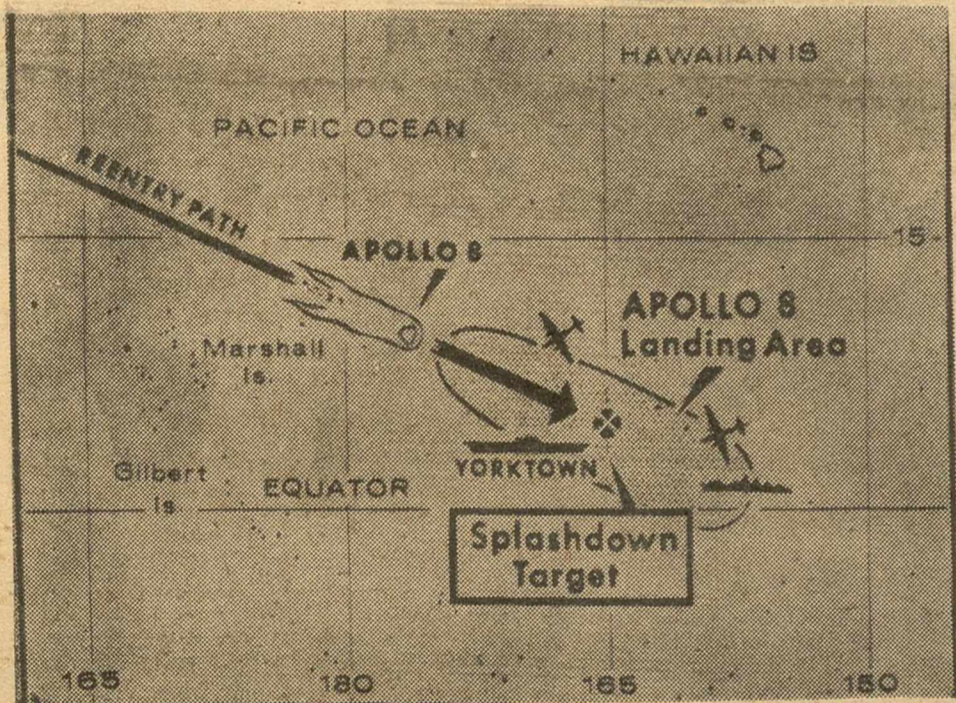 HAWAIIAN IS
PACIFIC OCEAN
REENTRY PATH
15
APOLLO 8
APOLLO 8
Landing Area
Marshall
Is.
YORKTOWN
Gilbert
Is.
EQUATOR
Splashdown
Target
165
180
165
150